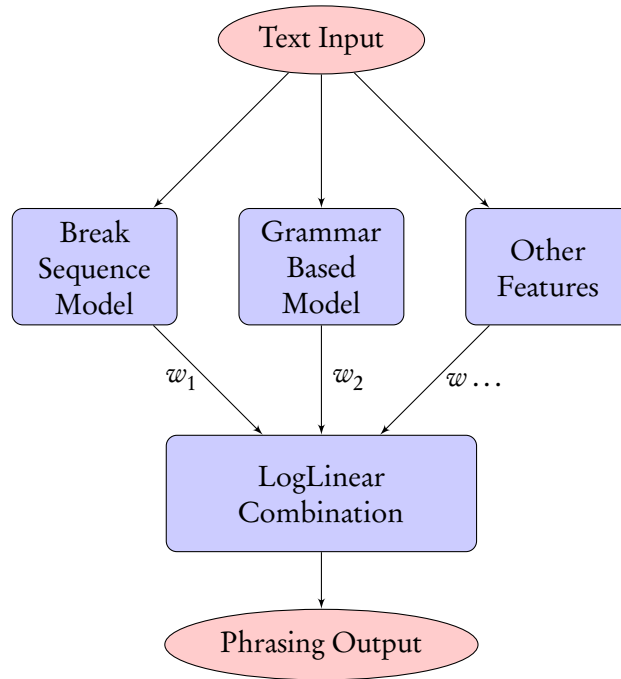 Text Input
Break
Sequence
Model
Grammar
Based
Model
Other
Features
w1
w2
w ...
LogLinear
Combination
Phrasing Output